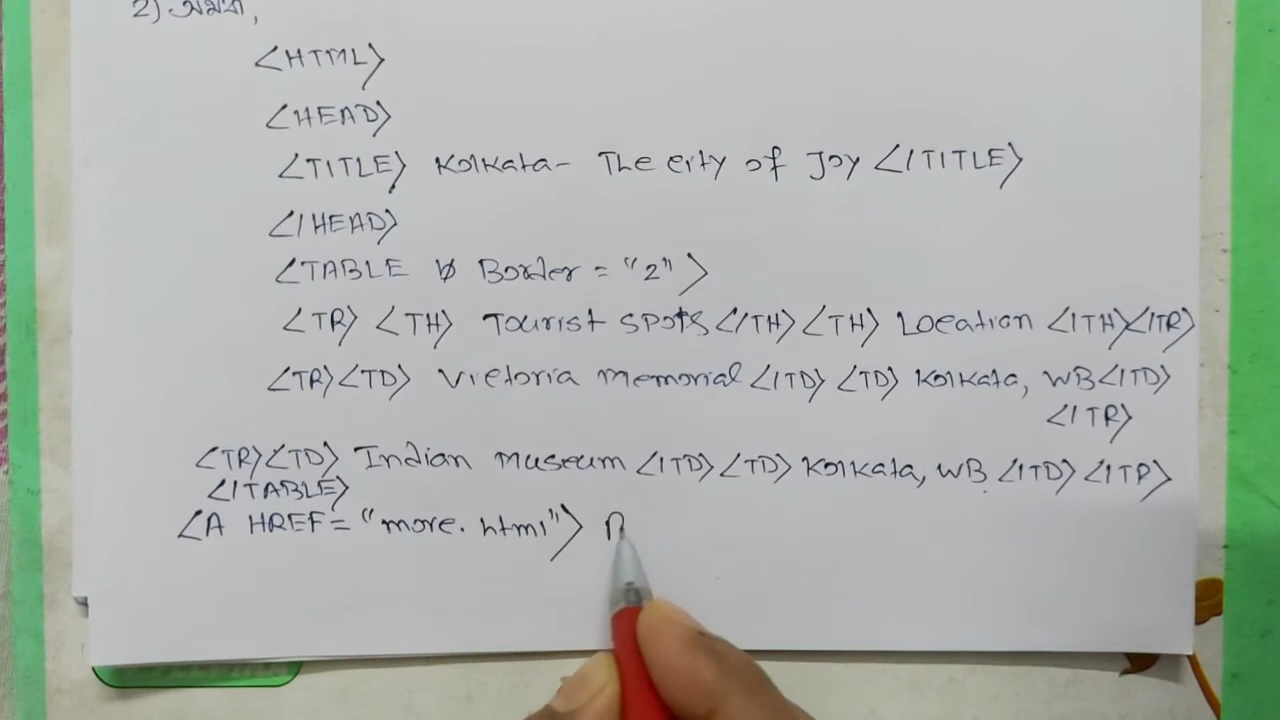 2) অথবা,
<HTML>
<HEAD>
<TITLE> Kolkata- The city of Joy </TITLE>
</HEAD>
<TABLE Border = "2">
<TR> <TH> Tourist spots </TH> <TH> Location </TH></TR>
<TR><TD> Victoria memorial </TD> <TD> Kolkata, WB </TD>
</TR>
<TR><TD> Indian museum </TD> <TD> Kolkata, WB </TD> </TR>
</TABLE>
<A HREF = "more. html">